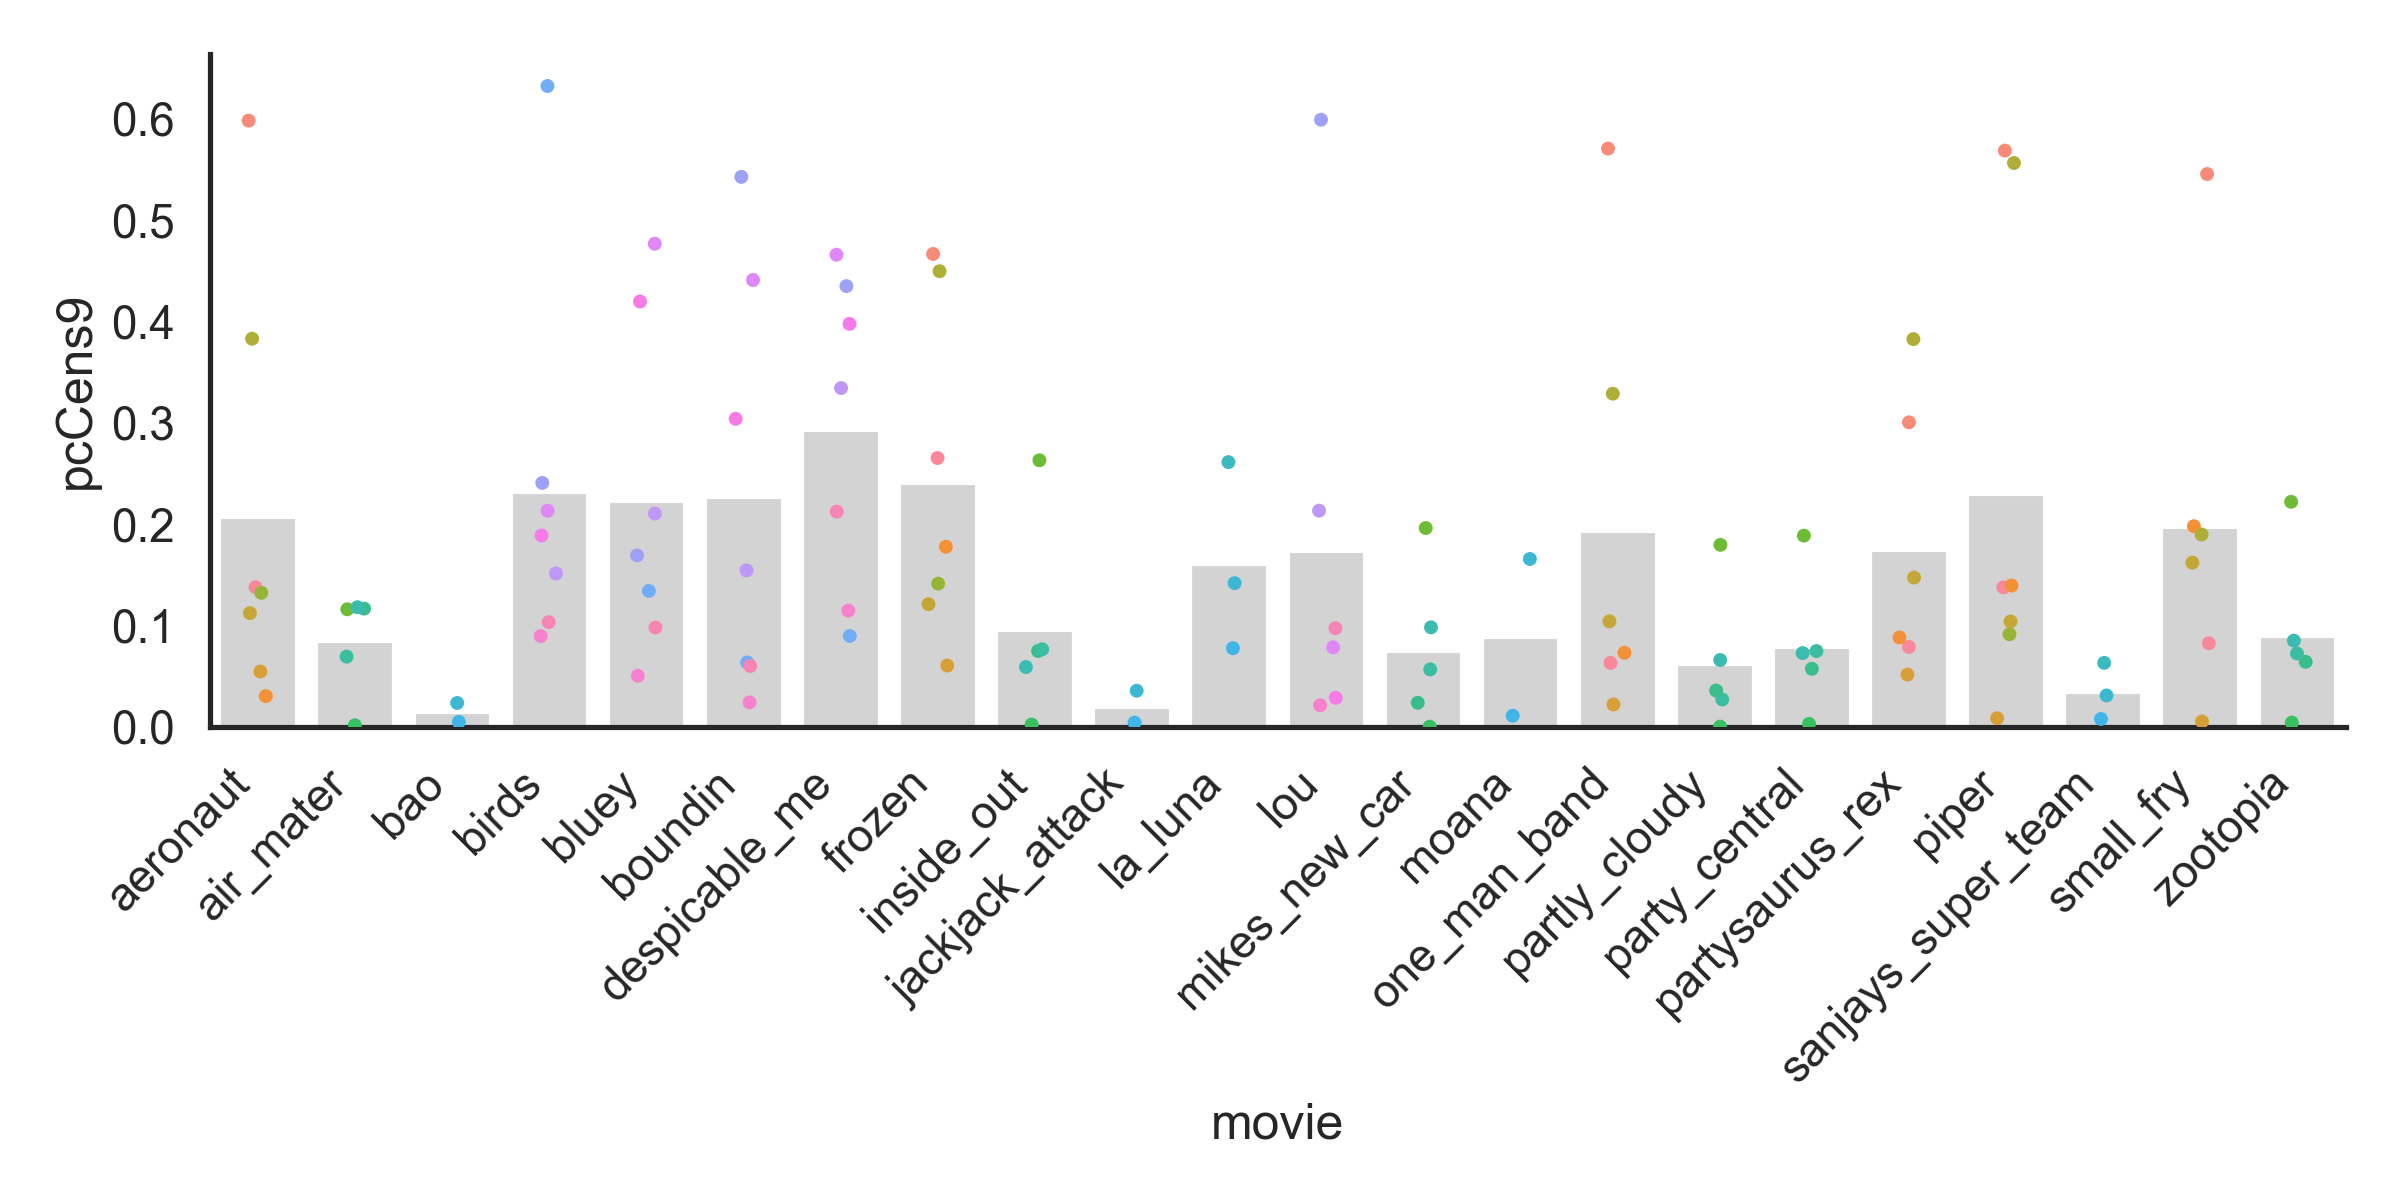 pcCens9
0.6
0.5
0.4
0.3
0.2
0.1
0.0
aeronaut
air_mater
bao
birds
bluey
boundin
despicable_me
frozen
inside_out
jackjack_attack
la_luna
lou
mikes_new_car
moana
one_man_band
partly_cloudy
party_central
partysaurus_rex
piper
sanjays_super_team
small_fry
zootopia
movie